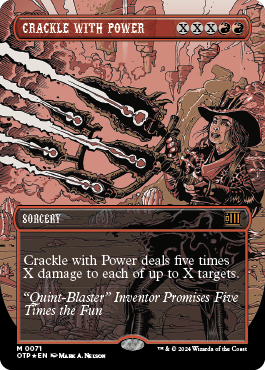 CRACKLE WITH POWER XXXRR
SORCERY
Crackle with Power deals five times
X damage to each of up to X targets.
“Quint-Blaster” Inventor Promises Five
Times the Fun
M 0071
OTP • EN MARK A. NELSON ™ & © 2024 Wizards of the Coast